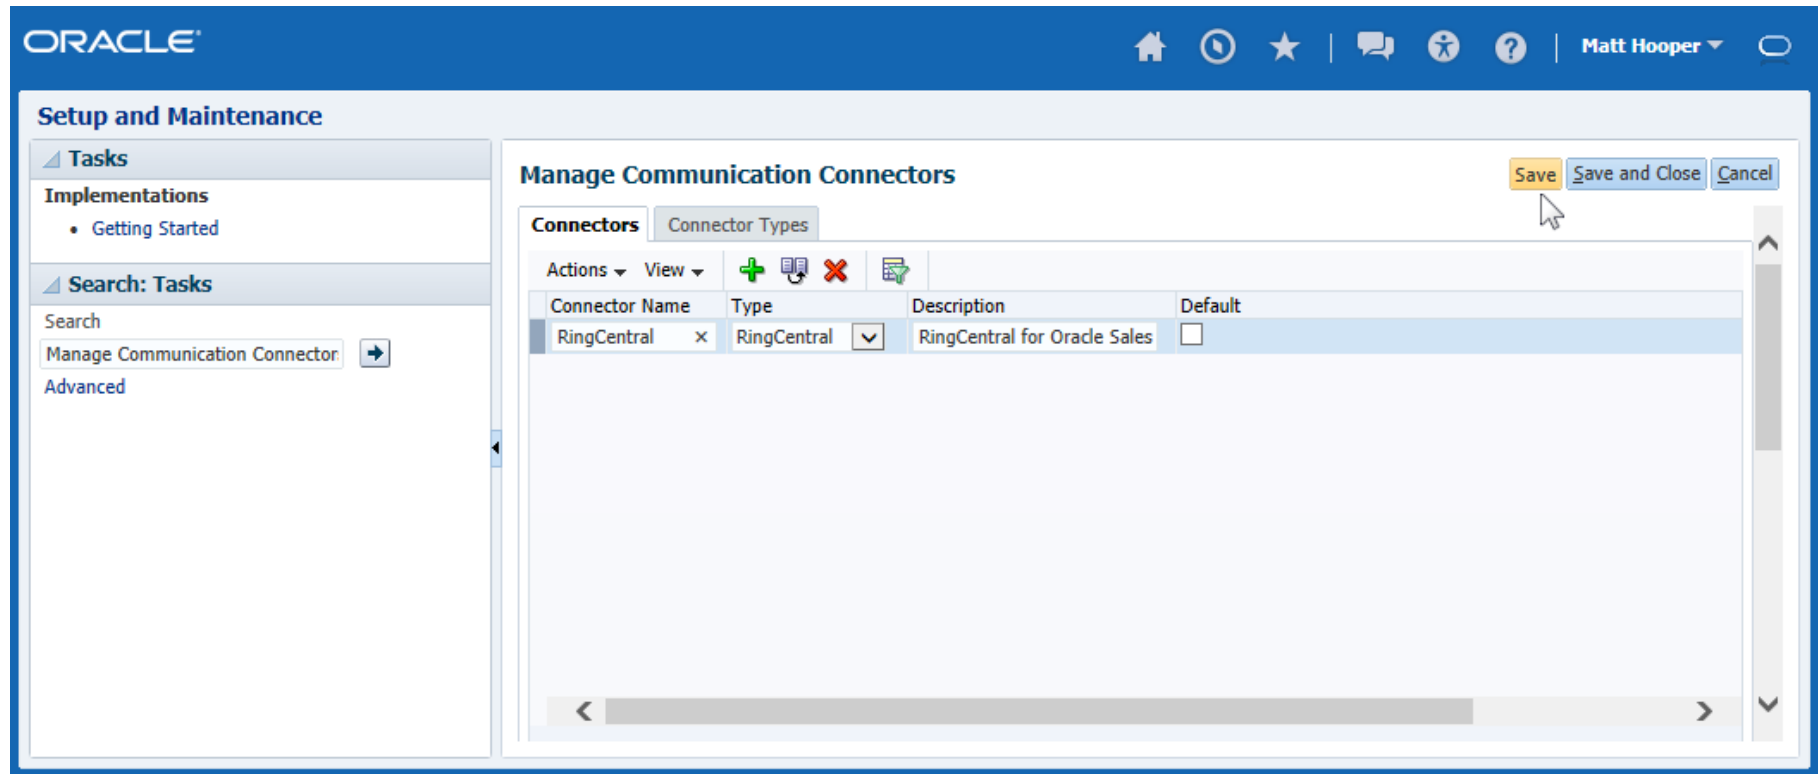 ORACLE
Matt Hooper
Setup and Maintenance
Tasks
Implementations
Getting Started
Search: Tasks
Search
Manage Communication Connector
Advanced
Manage Communication Connectors
Save Save and Close Cancel
Connectors Connector Types
Actions View
Connector Name Type Description Default
RingCentral RingCentral RingCentral for Oracle Sales